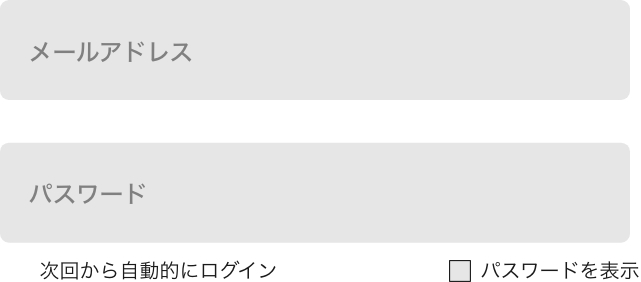 メールアドレス
パスワード
次回から自動的にログイン
パスワードを表示